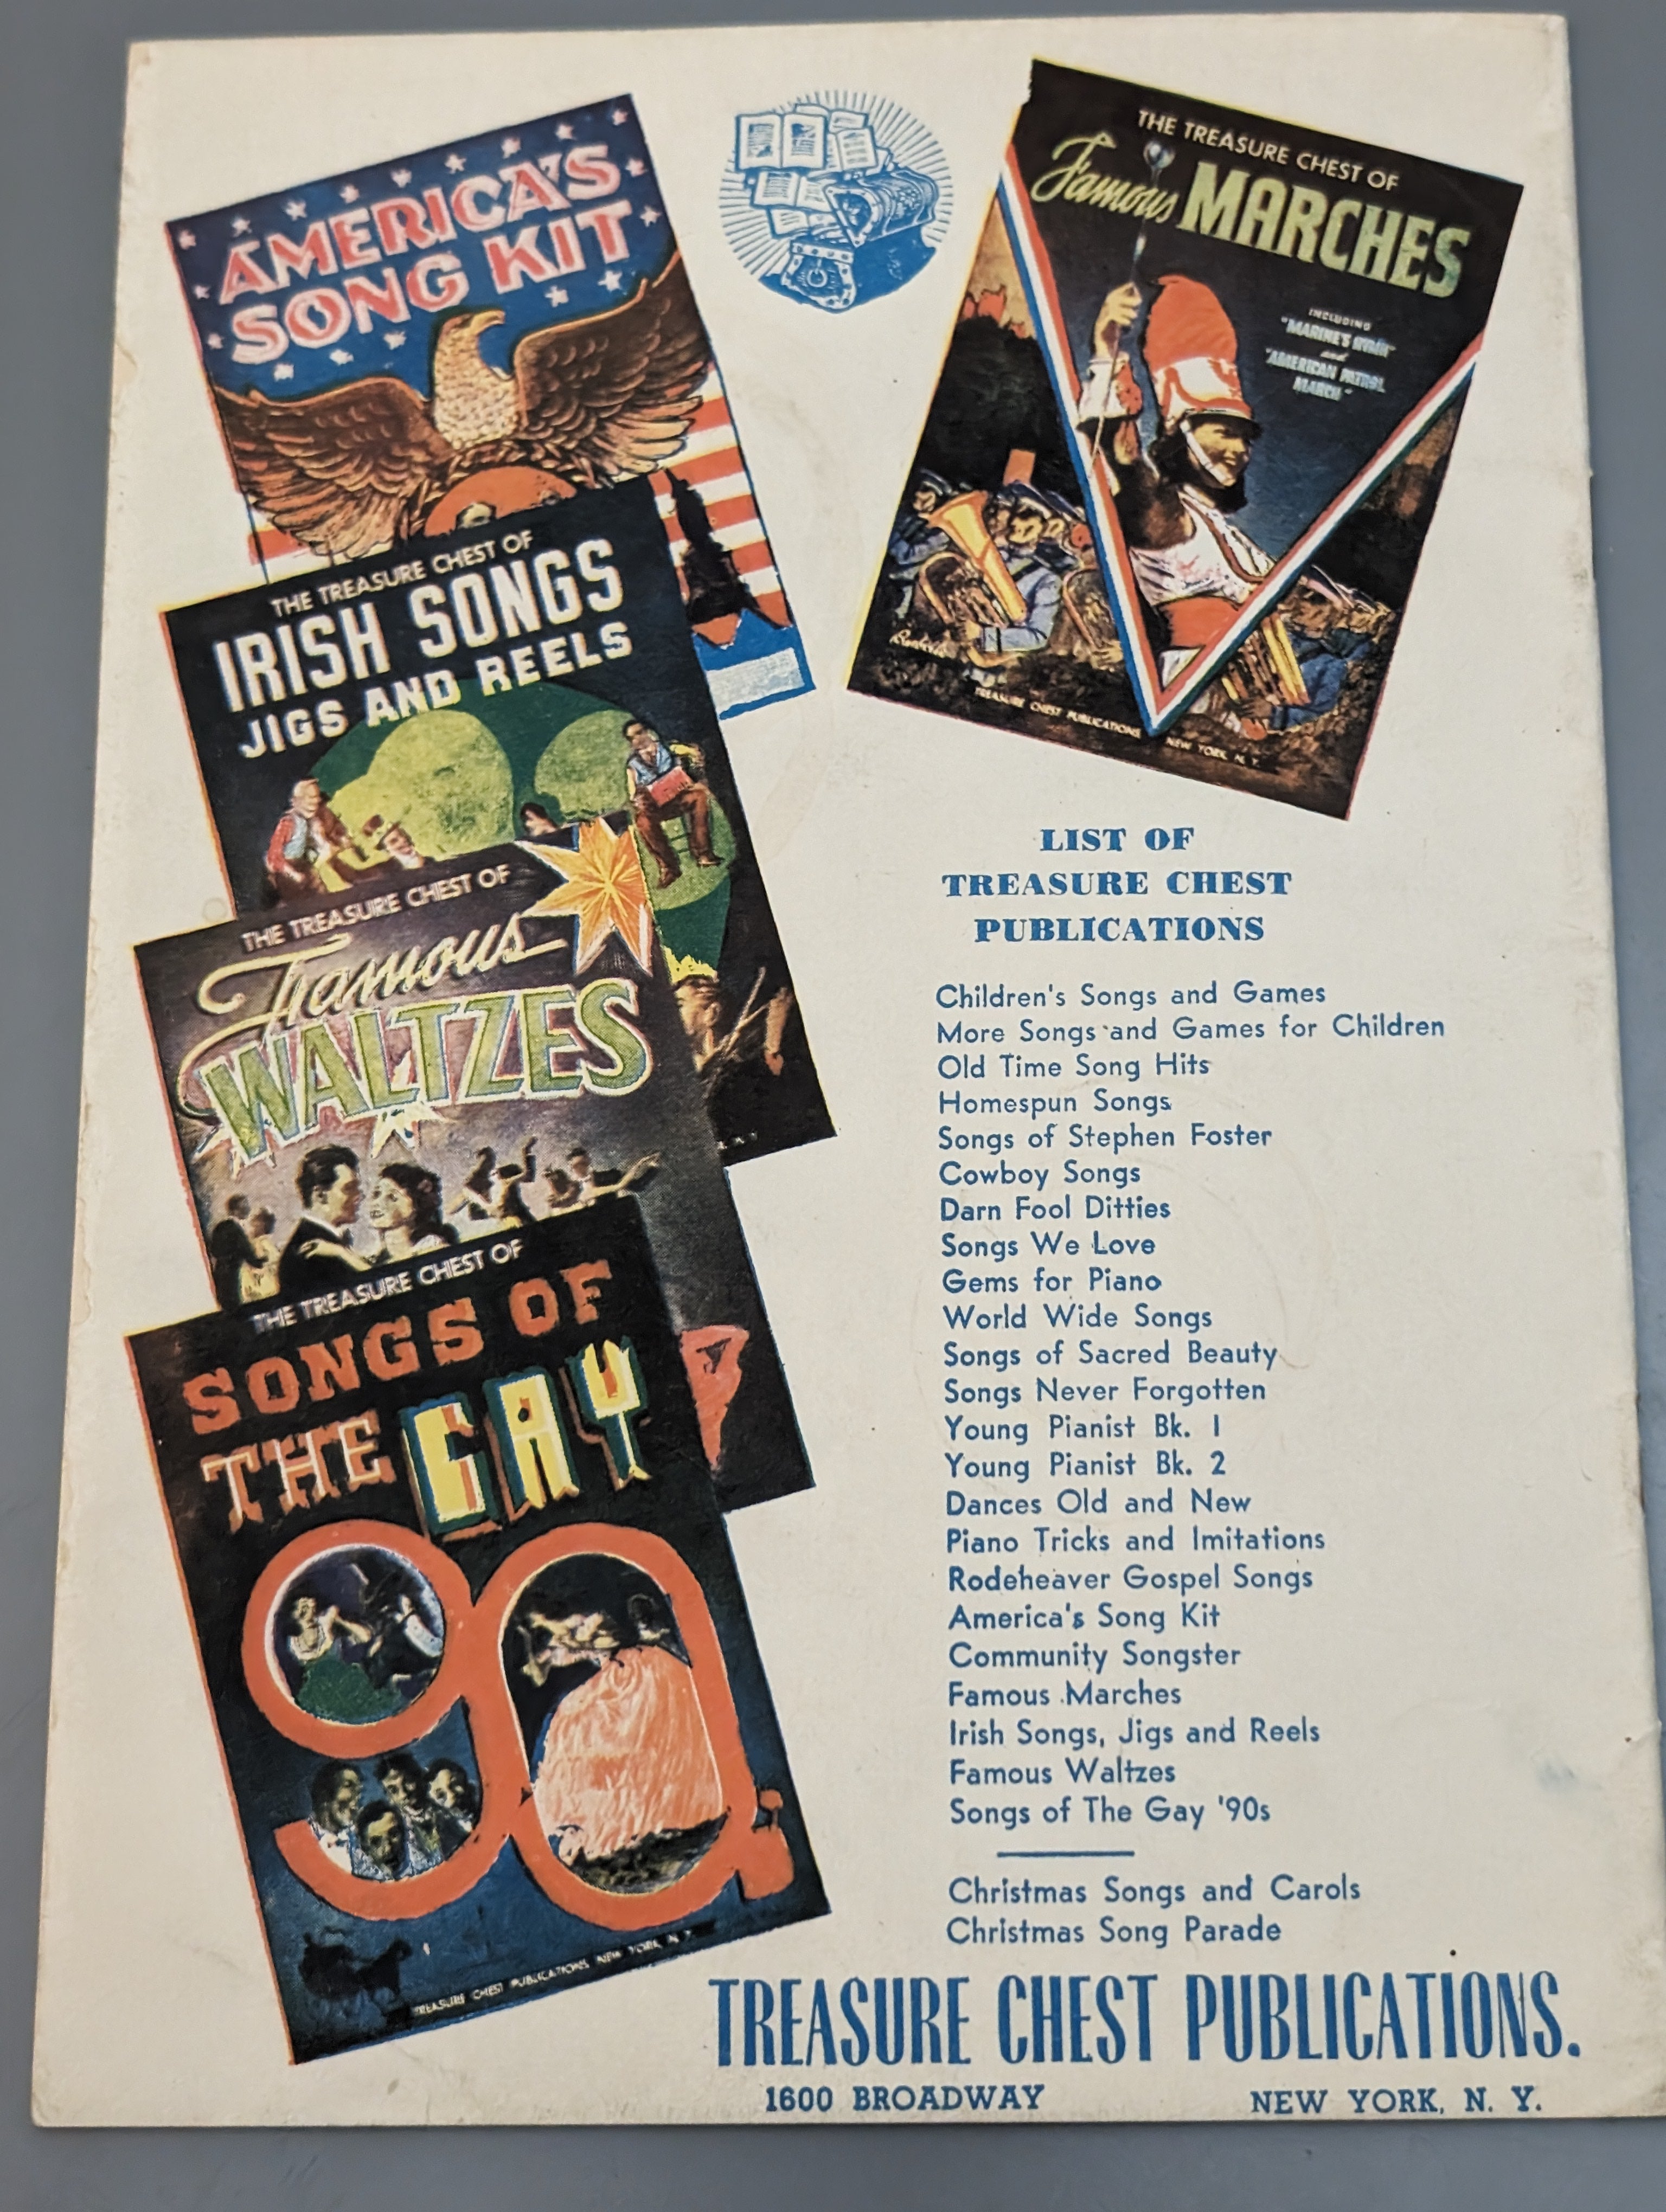 AMERICA'S
SONG KIT
THE TREASURE CHEST OF
Famous MARCHES
INCLUDING
"MARINE'S HYMN"
and
"AMERICAN PATROL
MARCH"
TREASURE CHEST PUBLICATIONS NEW YORK, N. Y.
THE TREASURE CHEST OF
IRISH SONGS
JIGS AND REELS
THE TREASURE CHEST OF
Famous
WALTZES
THE TREASURE CHEST OF
SONGS OF
THE GAY
90
TREASURE CHEST PUBLICATIONS NEW YORK, N. Y.
LIST OF
TREASURE CHEST
PUBLICATIONS
Children's Songs and Games
More Songs and Games for Children
Old Time Song Hits
Homespun Songs
Songs of Stephen Foster
Cowboy Songs
Darn Fool Ditties
Songs We Love
Gems for Piano
World Wide Songs
Songs of Sacred Beauty
Songs Never Forgotten
Young Pianist Bk. 1
Young Pianist Bk. 2
Dances Old and New
Piano Tricks and Imitations
Rodeheaver Gospel Songs
America's Song Kit
Community Songster
Famous Marches
Irish Songs, Jigs and Reels
Famous Waltzes
Songs of The Gay '90s
Christmas Songs and Carols
Christmas Song Parade
TREASURE CHEST PUBLICATIONS.
1600 BROADWAY NEW YORK, N. Y.